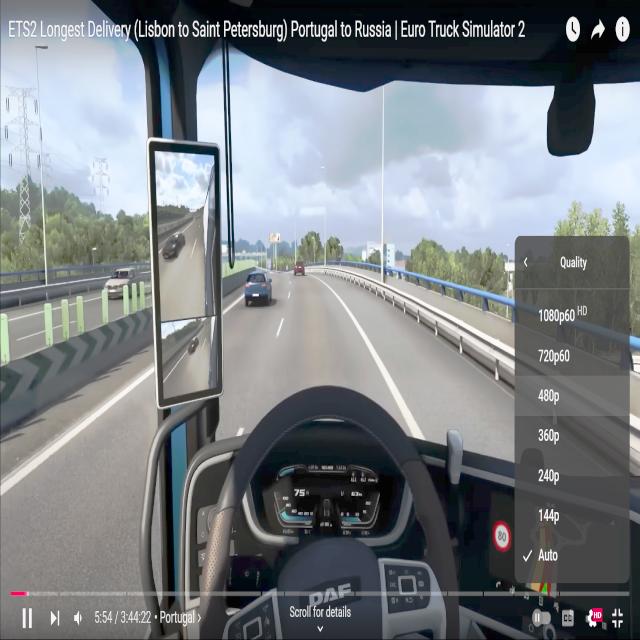 ETS2 Longest Delivery (Lisbon to Saint Petersburg) Portugal to Russia | Euro Truck Simulator 2
Quality
1080p60 HD
720p60
480p
360p
240p
144p
Auto
75
80
DAF
5:54 / 3:44:22 • Portugal
Scroll for details
CC
HD